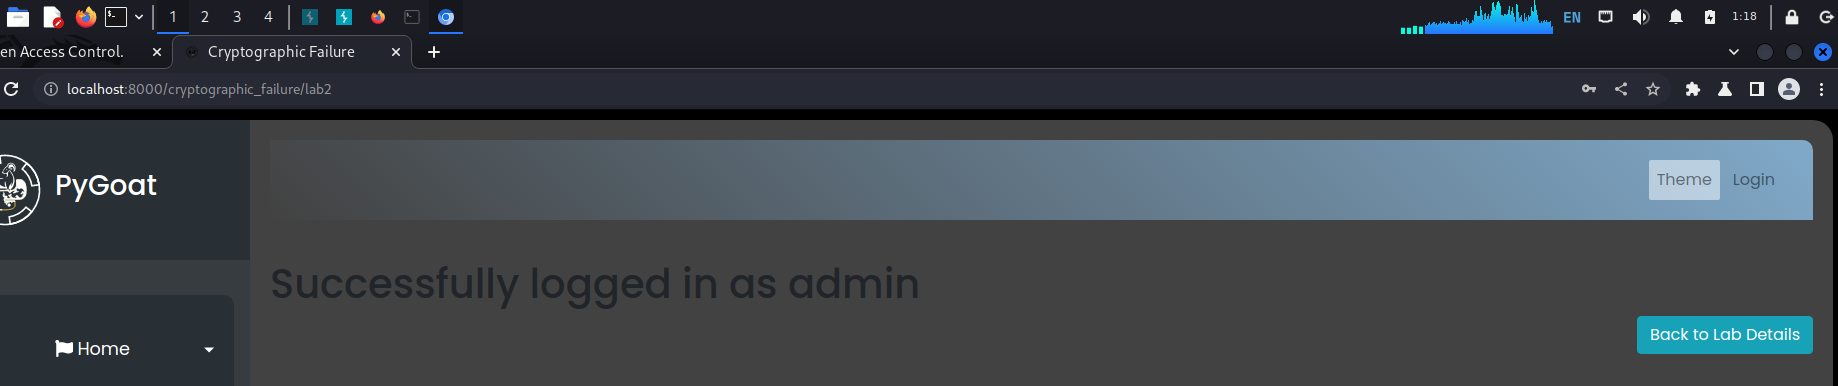 1 2 3 4 EN 1:18
en Access Control. Cryptographic Failure
localhost:8000/cryptographic_failure/lab2
PyGoat
Theme Login
Successfully logged in as admin
Back to Lab Details
Home